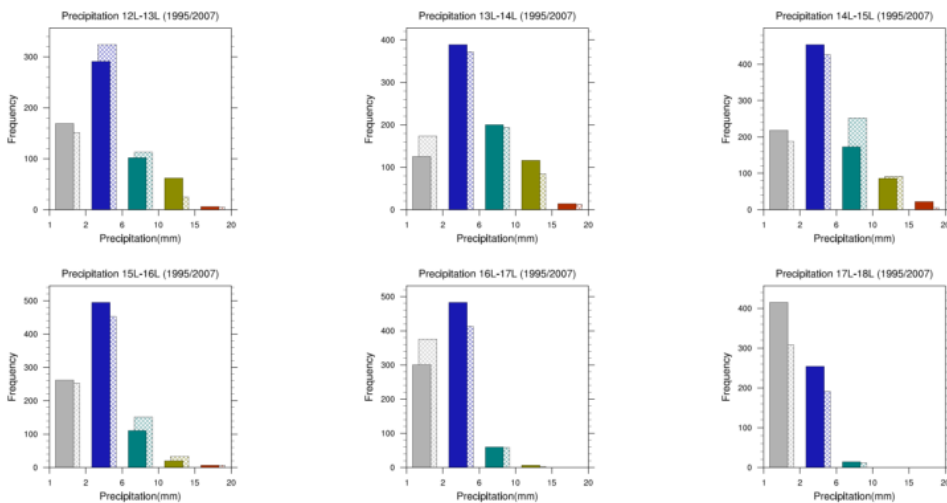 Precipitation 12L-13L (1995/2007)
Frequency
300
200
100
0
1 2 6 10 15 20
Precipitation(mm)
Precipitation 13L-14L (1995/2007)
Frequency
400
300
200
100
0
1 2 6 10 15 20
Precipitation(mm)
Precipitation 14L-15L (1995/2007)
Frequency
400
300
200
100
0
1 2 6 10 15 20
Precipitation(mm)
Precipitation 15L-16L (1995/2007)
Frequency
500
400
300
200
100
0
1 2 6 10 15 20
Precipitation(mm)
Precipitation 16L-17L (1995/2007)
Frequency
500
400
300
200
100
0
1 2 6 10 15 20
Precipitation(mm)
Precipitation 17L-18L (1995/2007)
Frequency
400
300
200
100
0
1 2 6 10 15 20
Precipitation(mm)